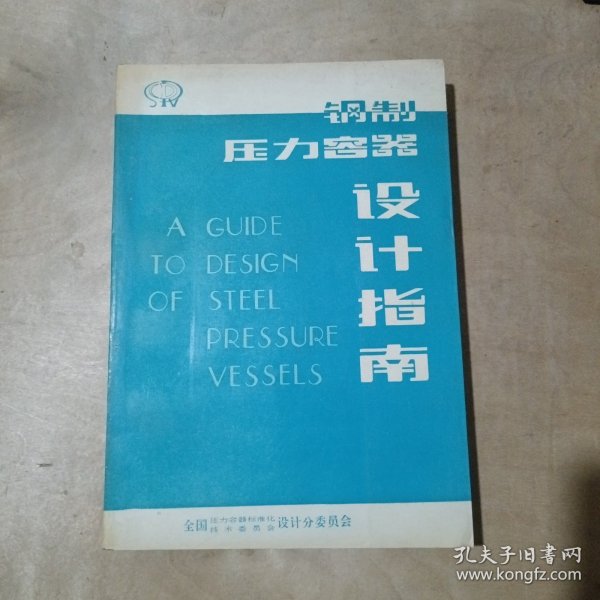 钢制
压力容器
设计指南
A GUIDE
TO DESIGN
OF STEEL
PRESSURE
VESSELS
全国压力容器标准化技术委员会设计分委员会
孔夫子旧书网
www.kongfz.com